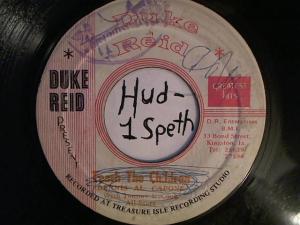 Duke
Reid
DUKE
REID
PRESENT
Hud-
1 Speth
GREATEST
HITS
D.R. Enterprises
B.M.I.
33 Bond Street
Kingston, Ja.
Teach The Children
DENNIS AL CAPONE
RECORDED AT TREASURE ISLE RECORDING STUDIO